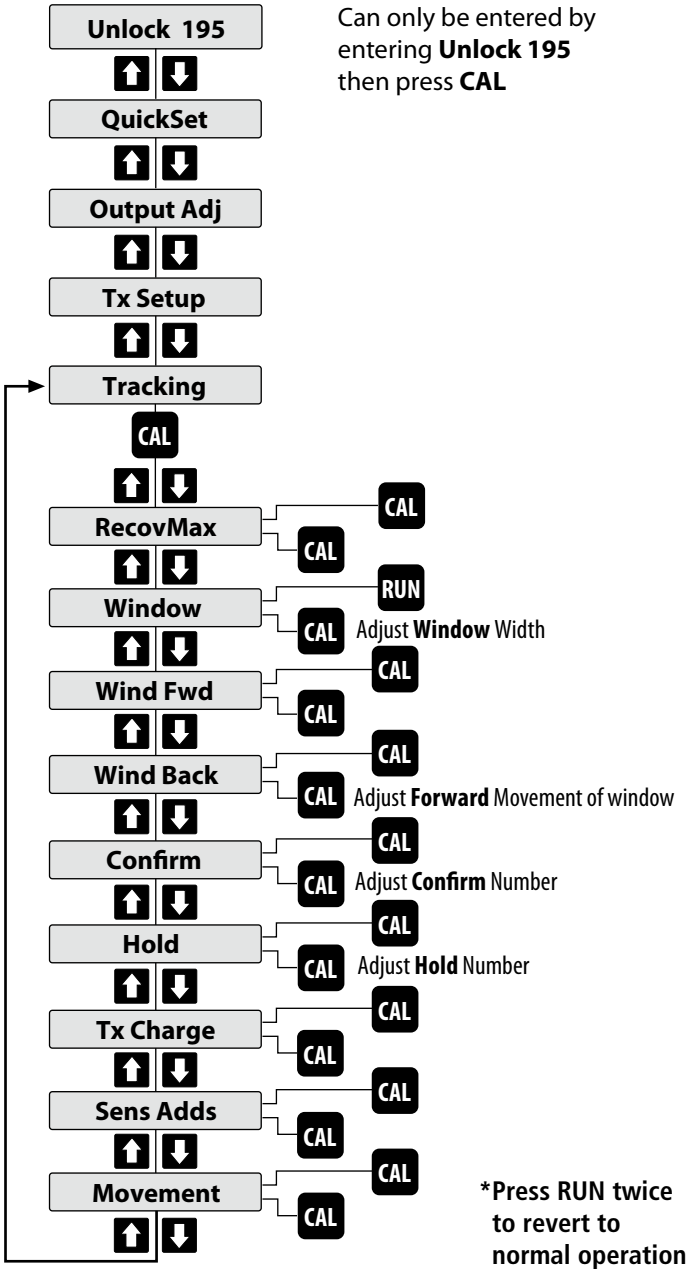 Unlock 195
Can only be entered by
entering Unlock 195
then press CAL
QuickSet
Output Adj
Tx Setup
Tracking
CAL
RecovMax
CAL
CAL
Window
RUN
CAL Adjust Window Width
Wind Fwd
CAL
CAL
Wind Back
CAL
CAL Adjust Forward Movement of window
Confirm
CAL
CAL Adjust Confirm Number
Hold
CAL
CAL Adjust Hold Number
Tx Charge
CAL
CAL
Sens Adds
CAL
CAL
Movement
CAL
CAL
*Press RUN twice
to revert to
normal operation